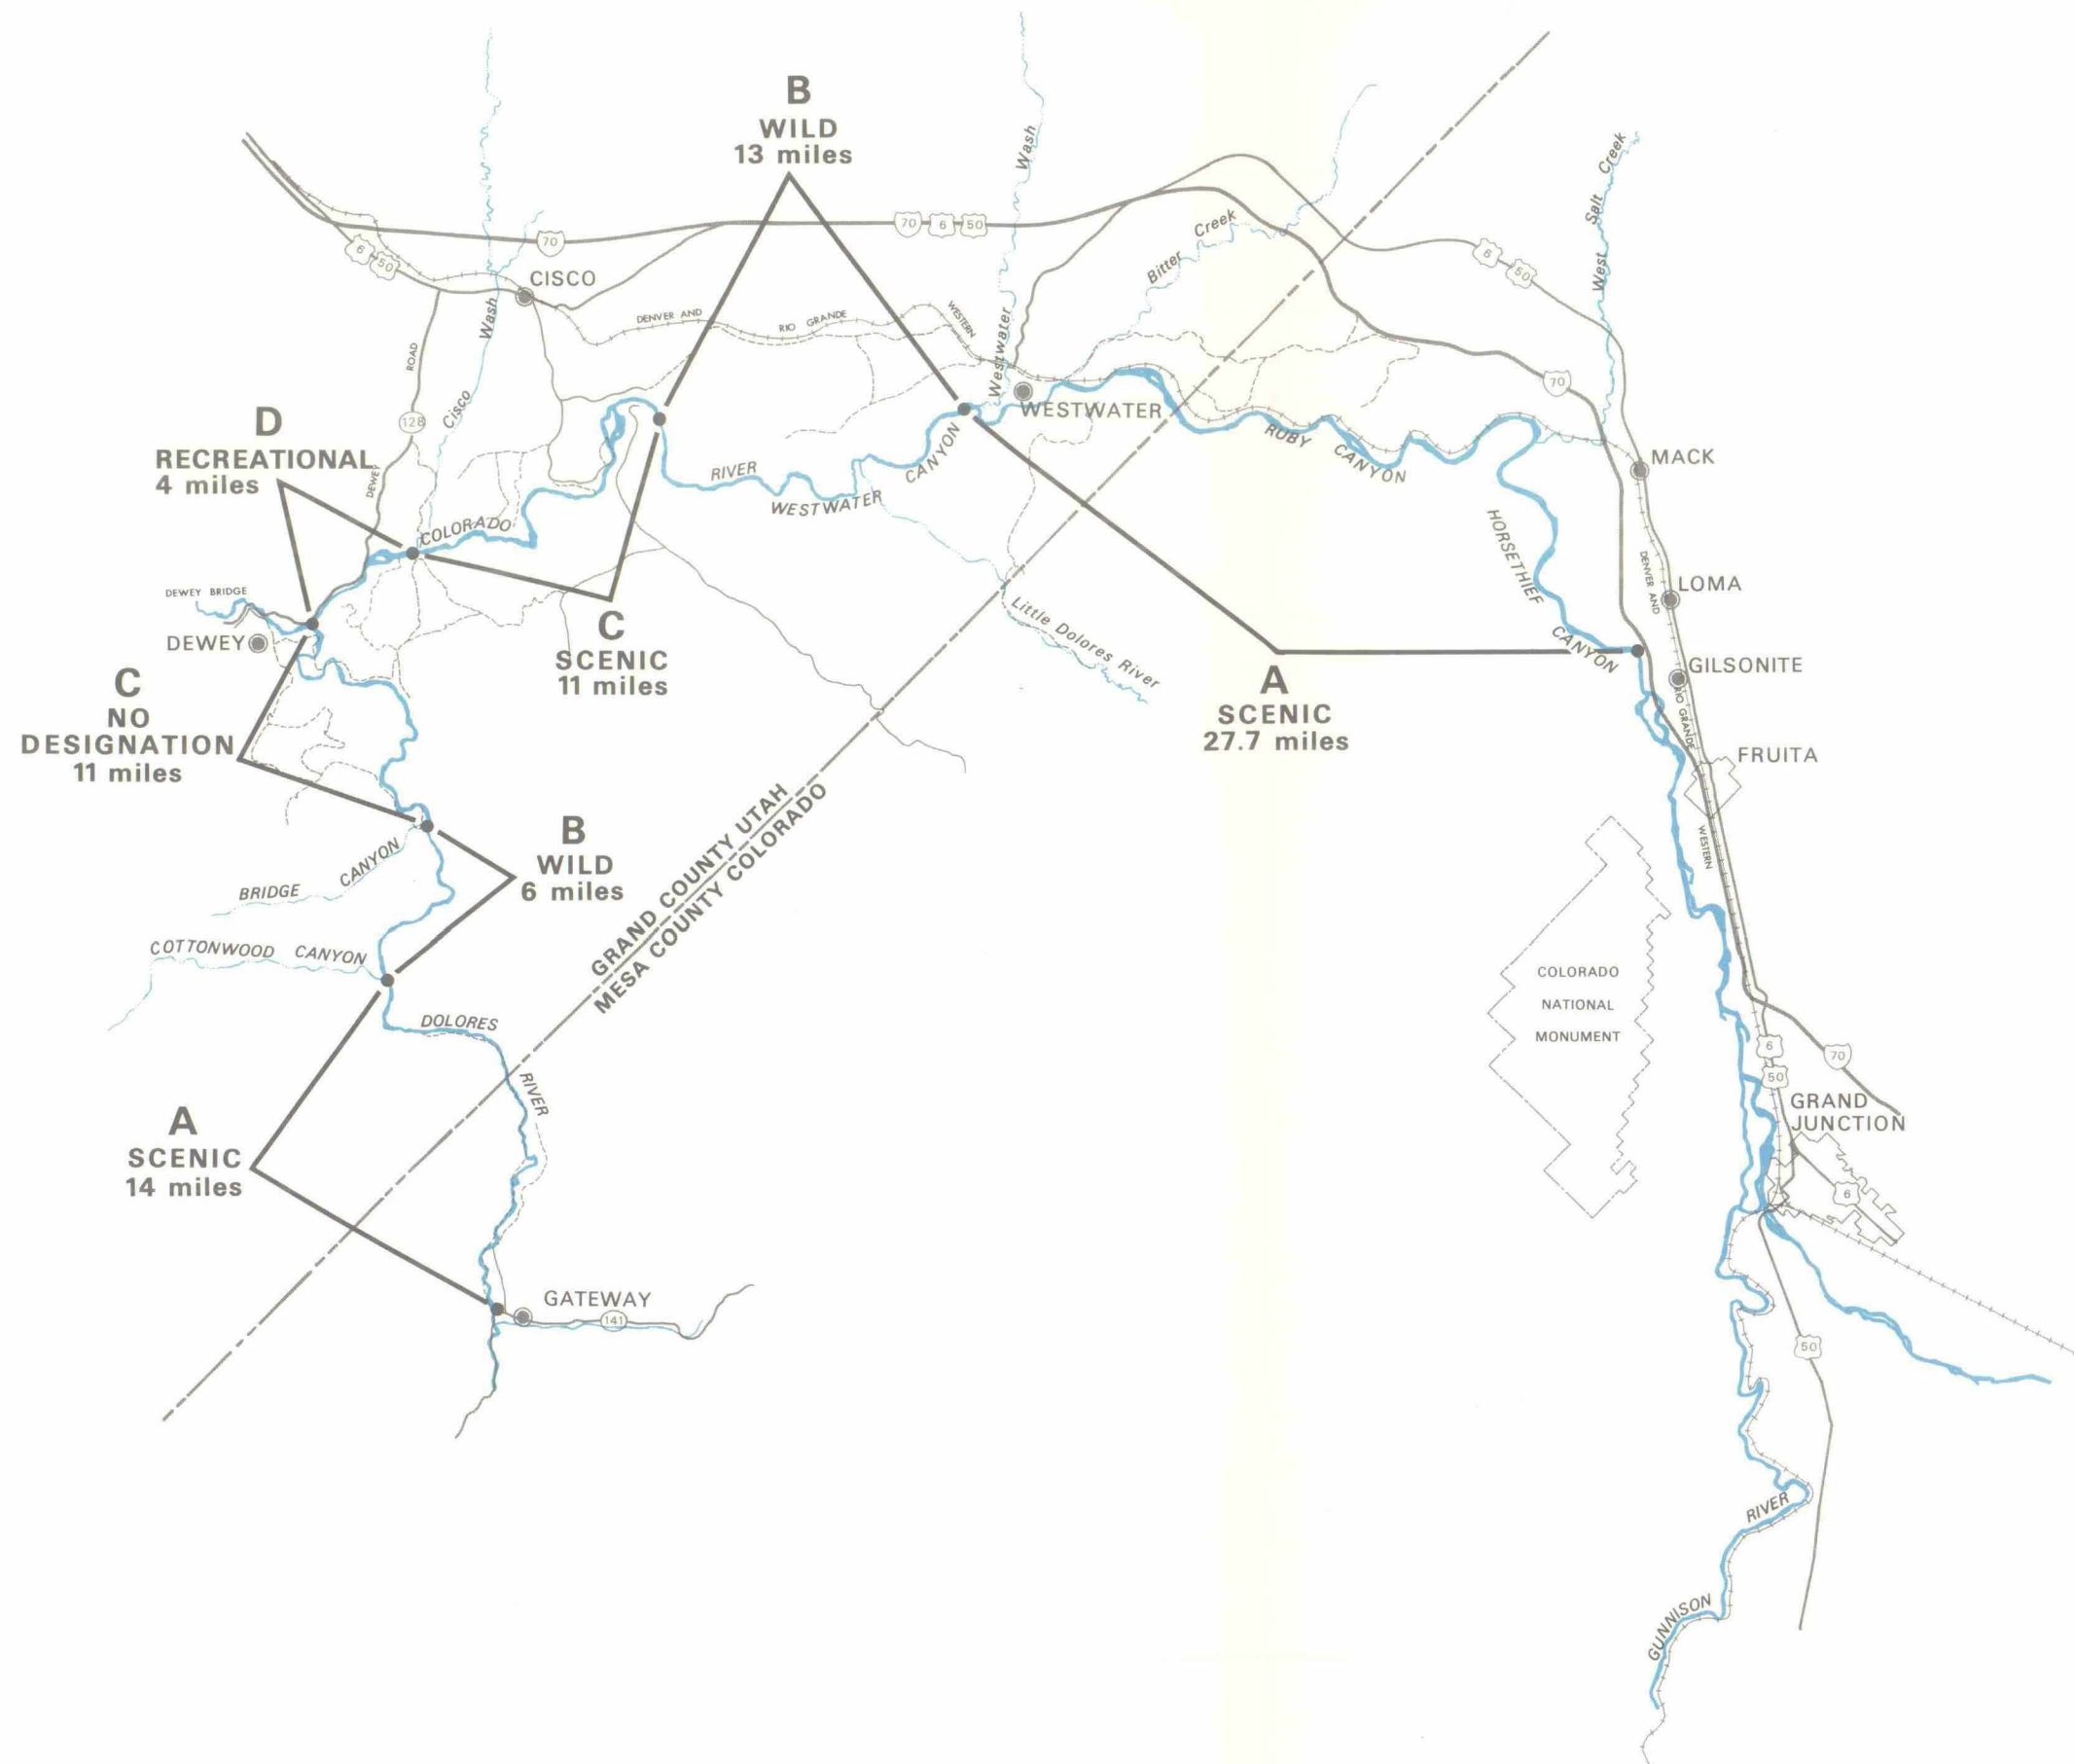 B
WILD
13 miles
Wash
West Salt Creek
Bitter Creek
70
6
50
70
6
50
6
50
CISCO
Wash
DENVER AND
RIO GRANDE
WESTERN
Westwater
ROAD
70
128
Cisco
WESTWATER
D
RECREATIONAL
4 miles
DEWEY
RUBY CANYON
MACK
RIVER
CANYON
WESTWATER
COLORADO
HORSETHIEF
DENVER AND
DEWEY BRIDGE
LOMA
DEWEY
Little Dolores River
C
SCENIC
11 miles
CANYON
GILSONITE
A
SCENIC
27.7 miles
C
NO
DESIGNATION
11 miles
RIO GRANDE
FRUITA
GRAND COUNTY UTAH
MESA COUNTY COLORADO
B
WILD
6 miles
WESTERN
BRIDGE CANYON
COTTONWOOD CANYON
COLORADO
NATIONAL
MONUMENT
DOLORES
RIVER
6
70
50
GRAND
JUNCTION
A
SCENIC
14 miles
6
GATEWAY
141
50
RIVER
GUNNISON